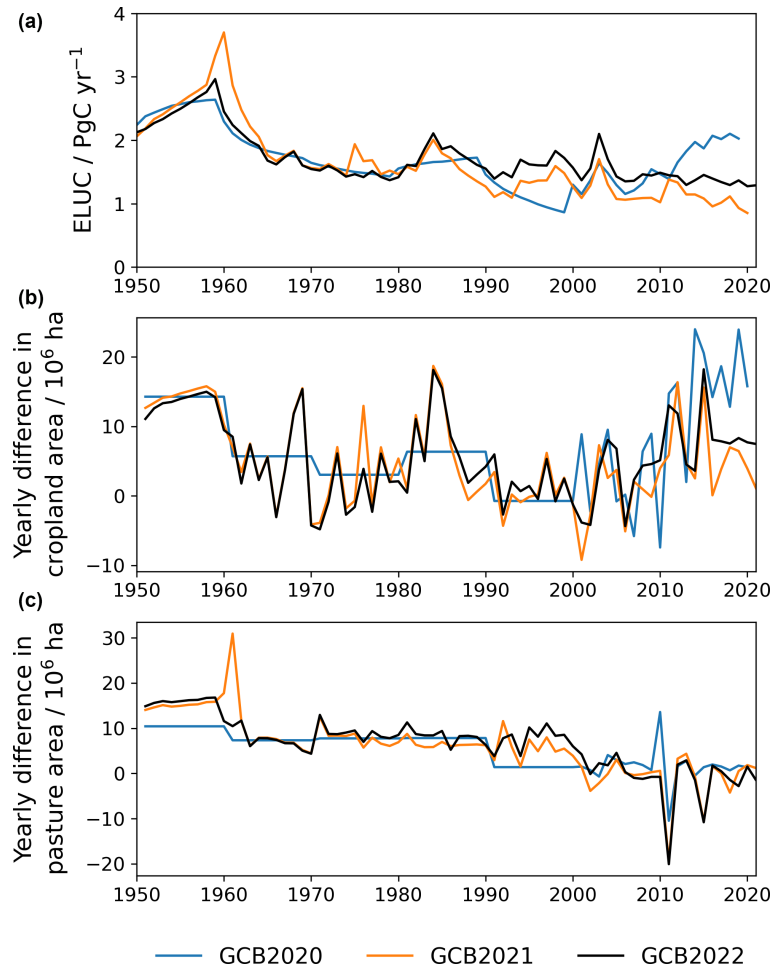 (a)
ELUC / PgC yr⁻¹
4
3
2
1
0
1950 1960 1970 1980 1990 2000 2010 2020
(b)
Yearly difference in
cropland area / 10⁶ ha
20
10
0
−10
1950 1960 1970 1980 1990 2000 2010 2020
(c)
Yearly difference in
pasture area / 10⁶ ha
30
20
10
0
−10
−20
1950 1960 1970 1980 1990 2000 2010 2020
GCB2020 GCB2021 GCB2022